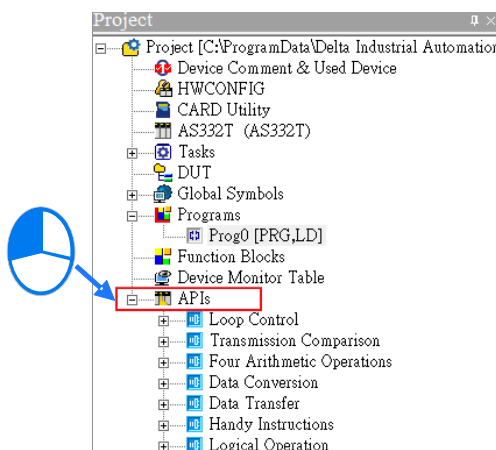 Project
Project [C:\ProgramData\Delta Industrial Automation
Device Comment & Used Device
HWCONFIG
CARD Utility
AS332T (AS332T)
Tasks
DUT
Global Symbols
Programs
Prog0 [PRG,LD]
Function Blocks
Device Monitor Table
APIs
Loop Control
Transmission Comparison
Four Arithmetic Operations
Data Conversion
Data Transfer
Handy Instructions
Logical Operation